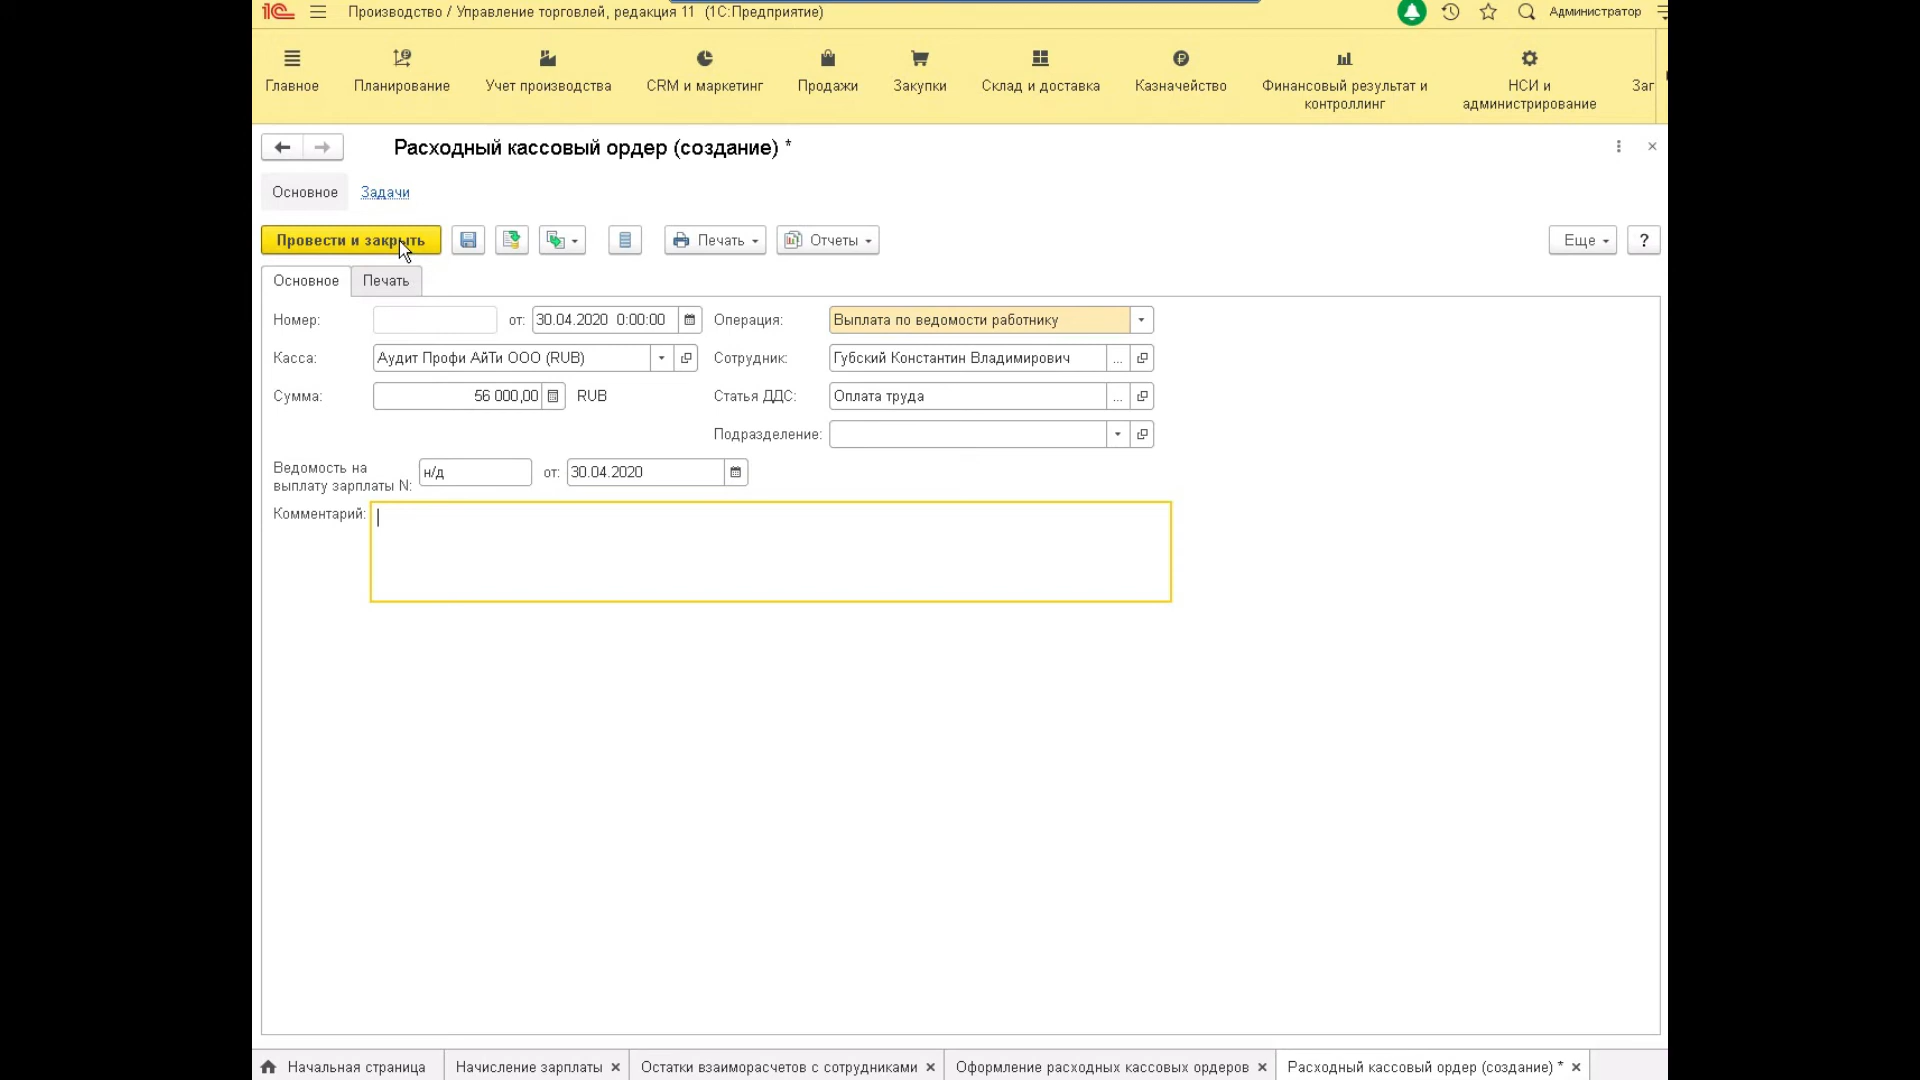 1С Производство / Управление торговлей, редакция 11 (1С:Предприятие) Администратор
Главное Планирование Учет производства CRM и маркетинг Продажи Закупки Склад и доставка Казначейство Финансовый результат и контроллинг НСИ и администрирование Заг
Расходный кассовый ордер (создание) *
Основное Задачи
Провести и закрыть Печать Отчеты Еще ?
Основное Печать
Номер: от: 30.04.2020 0:00:00 Операция: Выплата по ведомости работнику
Касса: Аудит Профи АйТи ООО (RUB) Сотрудник: Губский Константин Владимирович ...
Сумма: 56 000,00 RUB Статья ДДС: Оплата труда ...
Подразделение:
Ведомость на
выплату зарплаты N: н/д от: 30.04.2020
Комментарий:
Начальная страница Начисление зарплаты × Остатки взаиморасчетов с сотрудниками × Оформление расходных кассовых ордеров × Расходный кассовый ордер (создание) * ×